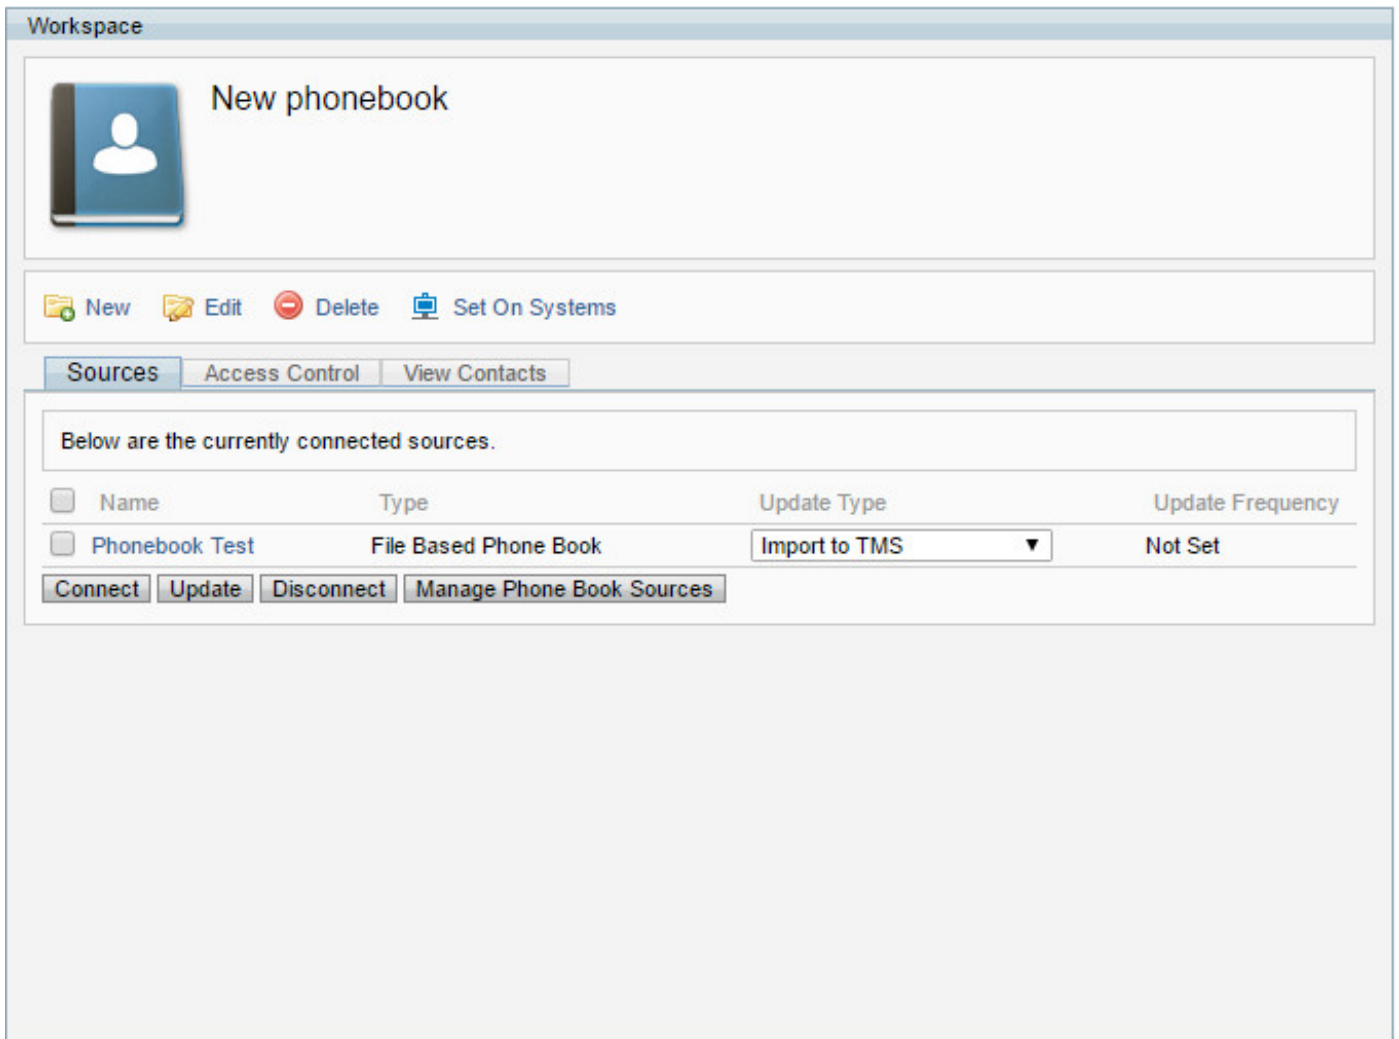 Workspace
New phonebook
New Edit Delete Set On Systems
Sources Access Control View Contacts
Below are the currently connected sources.
Name Type Update Type Update Frequency
Phonebook Test File Based Phone Book Import to TMS Not Set
Connect Update Disconnect Manage Phone Book Sources